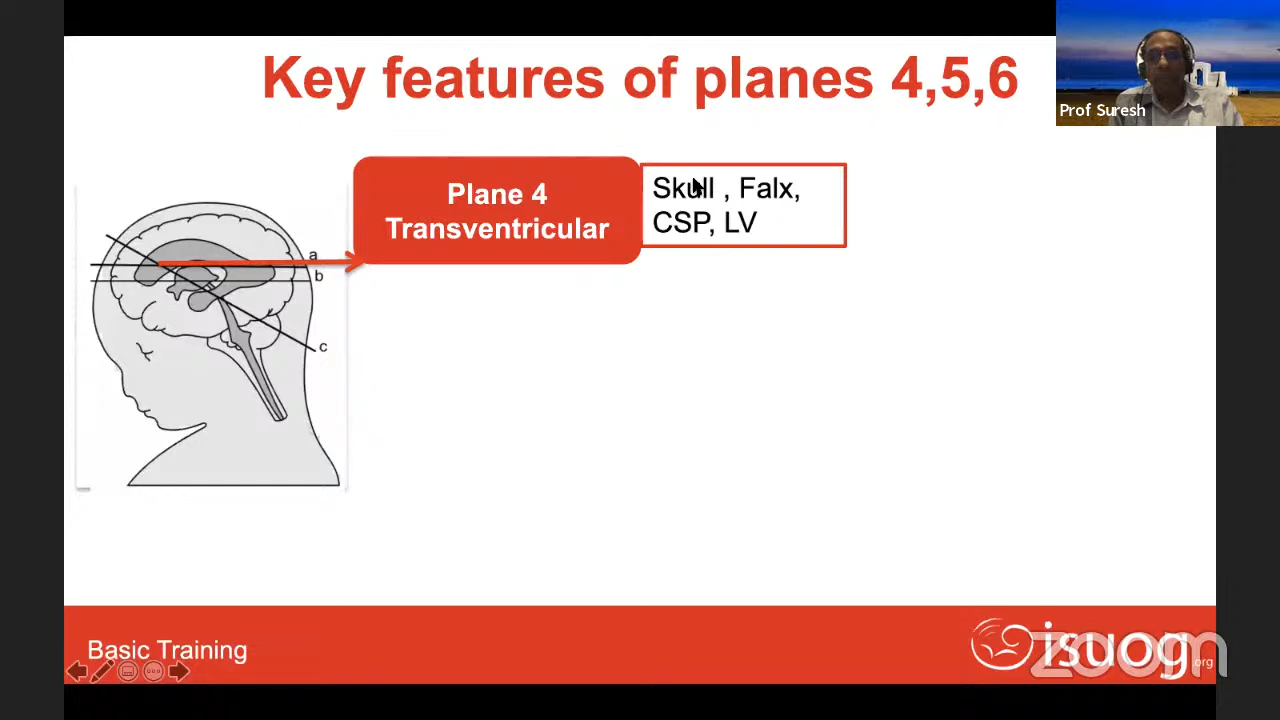 Key features of planes 4,5,6
Prof Suresh
Plane 4
Transventricular
Skull , Falx,
CSP, LV
a
b
c
Basic Training
isuog
.org
zoom